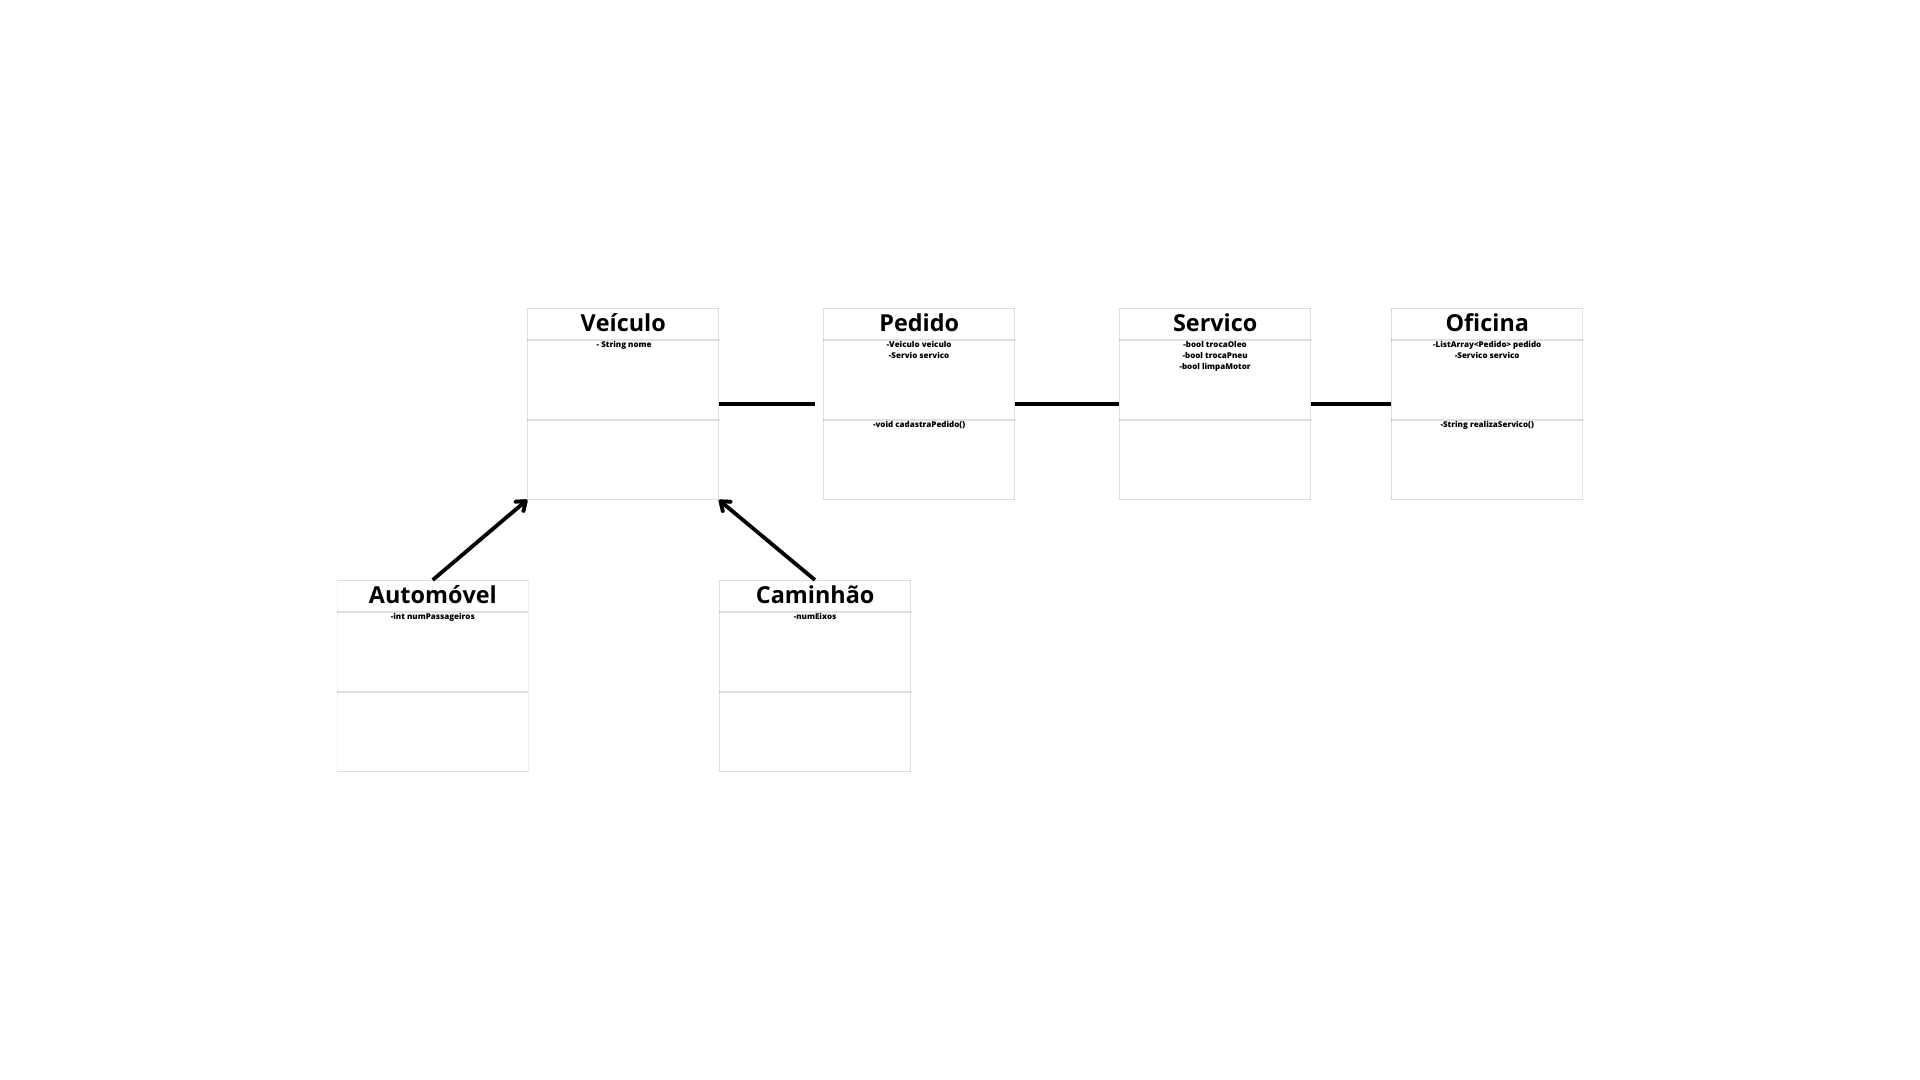 Veículo
- String nome
Pedido
-Veiculo veiculo
-Servio servico
-void cadastraPedido()
Servico
-bool trocaOleo
-bool trocaPneu
-bool limpaMotor
Oficina
-ListArray<Pedido> pedido
-Servico servico
-String realizaServico()
Automóvel
-int numPassageiros
Caminhão
-numEixos